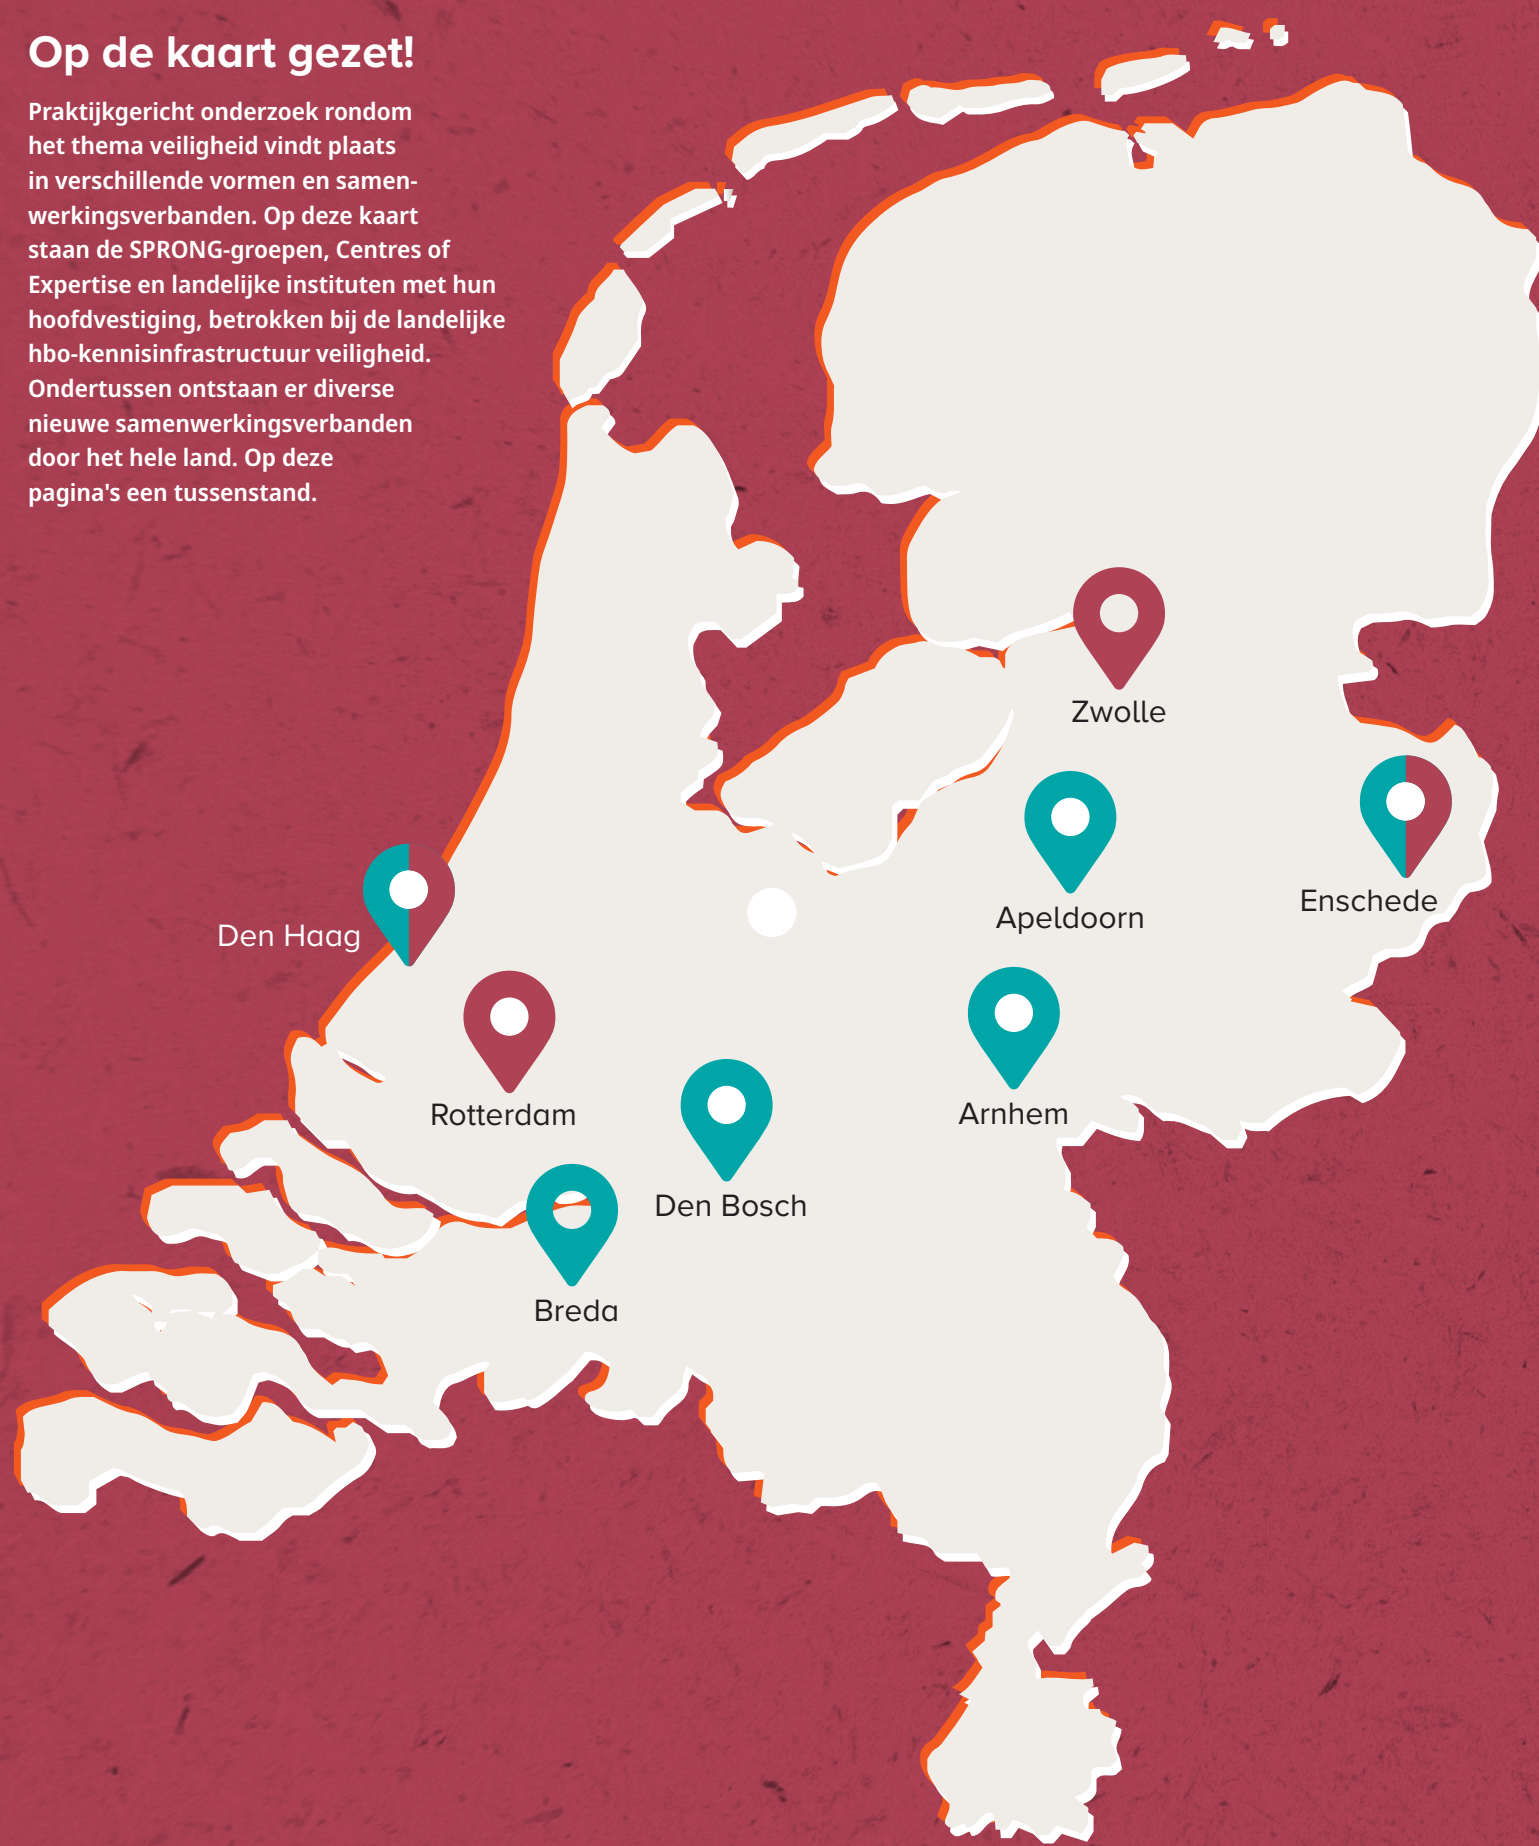 Op de kaart gezet!
Praktijkgericht onderzoek rondom
het thema veiligheid vindt plaats
in verschillende vormen en samen-
werkingsverbanden. Op deze kaart
staan de SPRONG-groepen, Centres of
Expertise en landelijke instituten met hun
hoofdvestiging, betrokken bij de landelijke
hbo-kennisinfrastructuur veiligheid.
Ondertussen ontstaan er diverse
nieuwe samenwerkingsverbanden
door het hele land. Op deze
pagina's een tussenstand.
Zwolle
Enschede
Apeldoorn
Den Haag
Rotterdam
Arnhem
Den Bosch
Breda